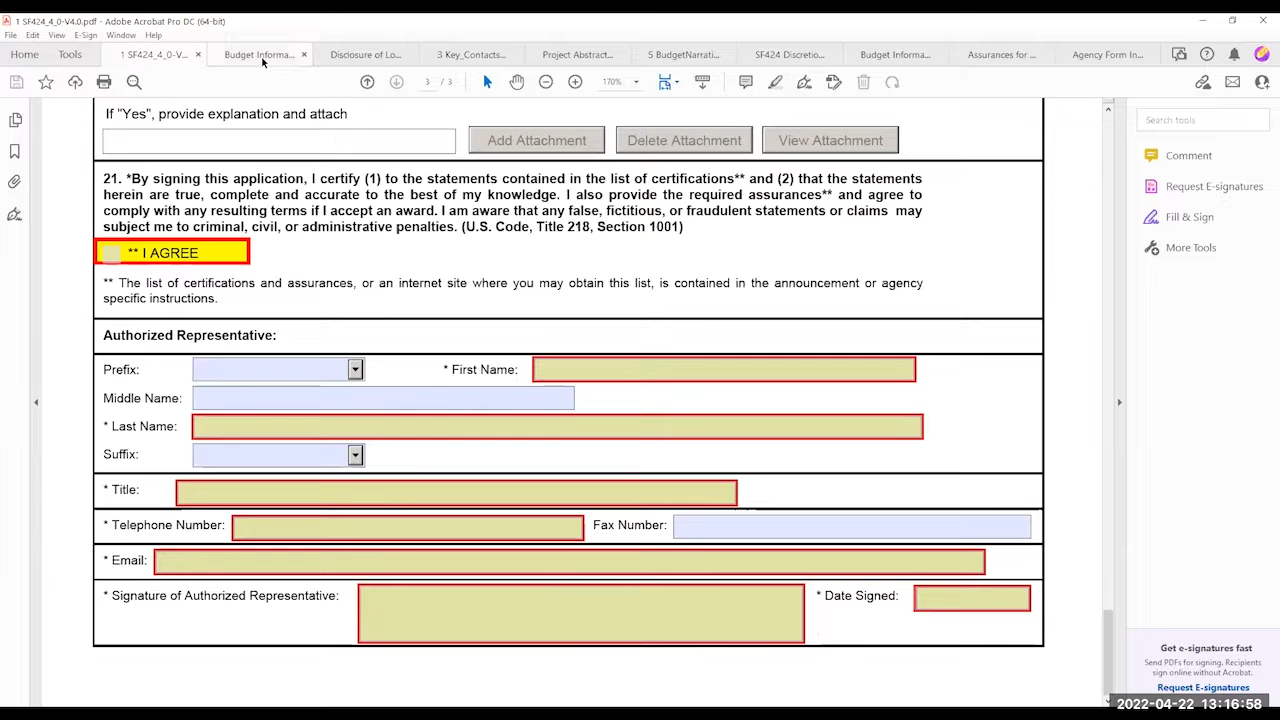 1 SF424_4_0-V4.0.pdf - Adobe Acrobat Pro DC (64-bit)
File Edit View E-Sign Window Help
Home Tools 1 SF424_4_0-V... Budget Informa... Disclosure of Lo... 3 Key_Contacts... Project Abstract... 5 BudgetNarrati... SF424 Discretio... Budget Informa... Assurances for ... Agency Form In...
3 / 3 170%
If "Yes", provide explanation and attach
Add Attachment Delete Attachment View Attachment
21. *By signing this application, I certify (1) to the statements contained in the list of certifications** and (2) that the statements
herein are true, complete and accurate to the best of my knowledge. I also provide the required assurances** and agree to
comply with any resulting terms if I accept an award. I am aware that any false, fictitious, or fraudulent statements or claims may
subject me to criminal, civil, or administrative penalties. (U.S. Code, Title 218, Section 1001)
** I AGREE
** The list of certifications and assurances, or an internet site where you may obtain this list, is contained in the announcement or agency
specific instructions.
Authorized Representative:
Prefix: * First Name:
Middle Name:
* Last Name:
Suffix:
* Title:
* Telephone Number: Fax Number:
* Email:
* Signature of Authorized Representative: * Date Signed:
Search tools
Comment
Request E-signatures
Fill & Sign
More Tools
Get e-signatures fast
Send PDFs for signing. Recipients
sign online without Acrobat.
Request E-signatures
2022-04-22 13:16:58